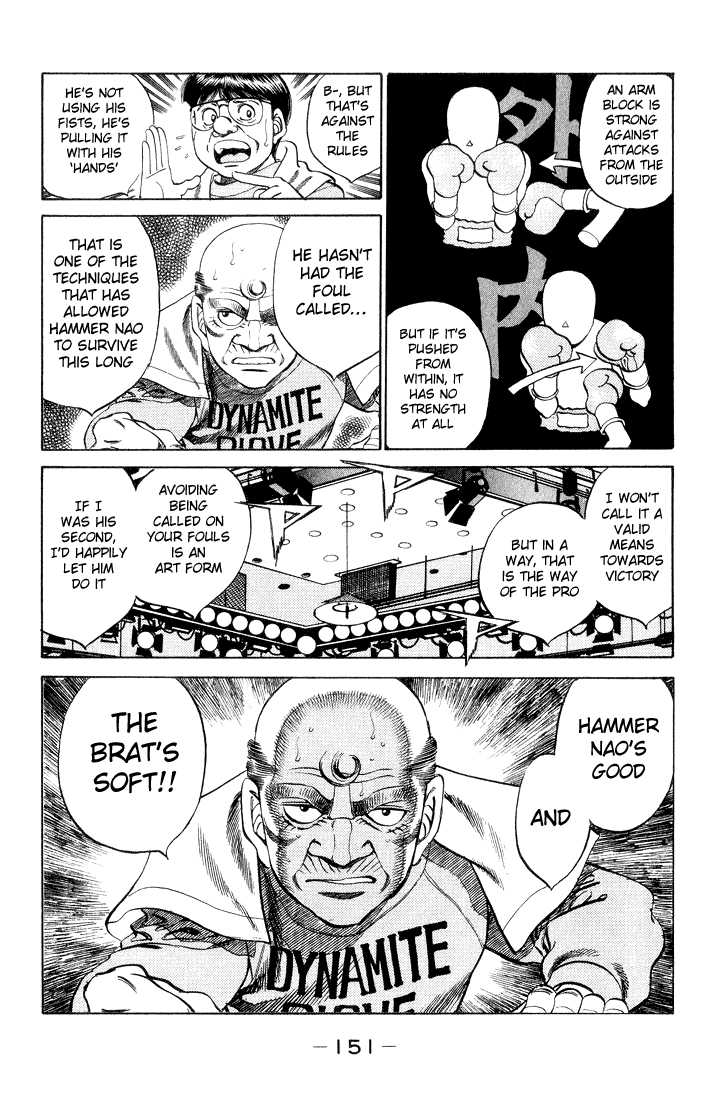 AN ARM
BLOCK IS
STRONG
AGAINST
ATTACKS
FROM THE
OUTSIDE
外
内
BUT IF IT'S
PUSHED
FROM
WITHIN, IT
HAS NO
STRENGTH
AT ALL
B-, BUT
THAT'S
AGAINST
THE
RULES
HE'S NOT
USING HIS
FISTS, HE'S
PULLING IT
WITH HIS
'HANDS'
HE HASN'T
HAD THE
FOUL
CALLED...
THAT IS
ONE OF THE
TECHNIQUES
THAT HAS
ALLOWED
HAMMER NAO
TO SURVIVE
THIS LONG
DYNAMITE
GLOVE
I WON'T
CALL IT A
VALID
MEANS
TOWARDS
VICTORY
BUT IN A
WAY, THAT
IS THE WAY
OF THE PRO
AVOIDING
BEING
CALLED ON
YOUR FOULS
IS AN
ART FORM
IF I
WAS HIS
SECOND,
I'D HAPPILY
LET HIM
DO IT
HAMMER
NAO'S
GOOD
AND
THE
BRAT'S
SOFT!!
DYNAMITE
GLOVE
-151-